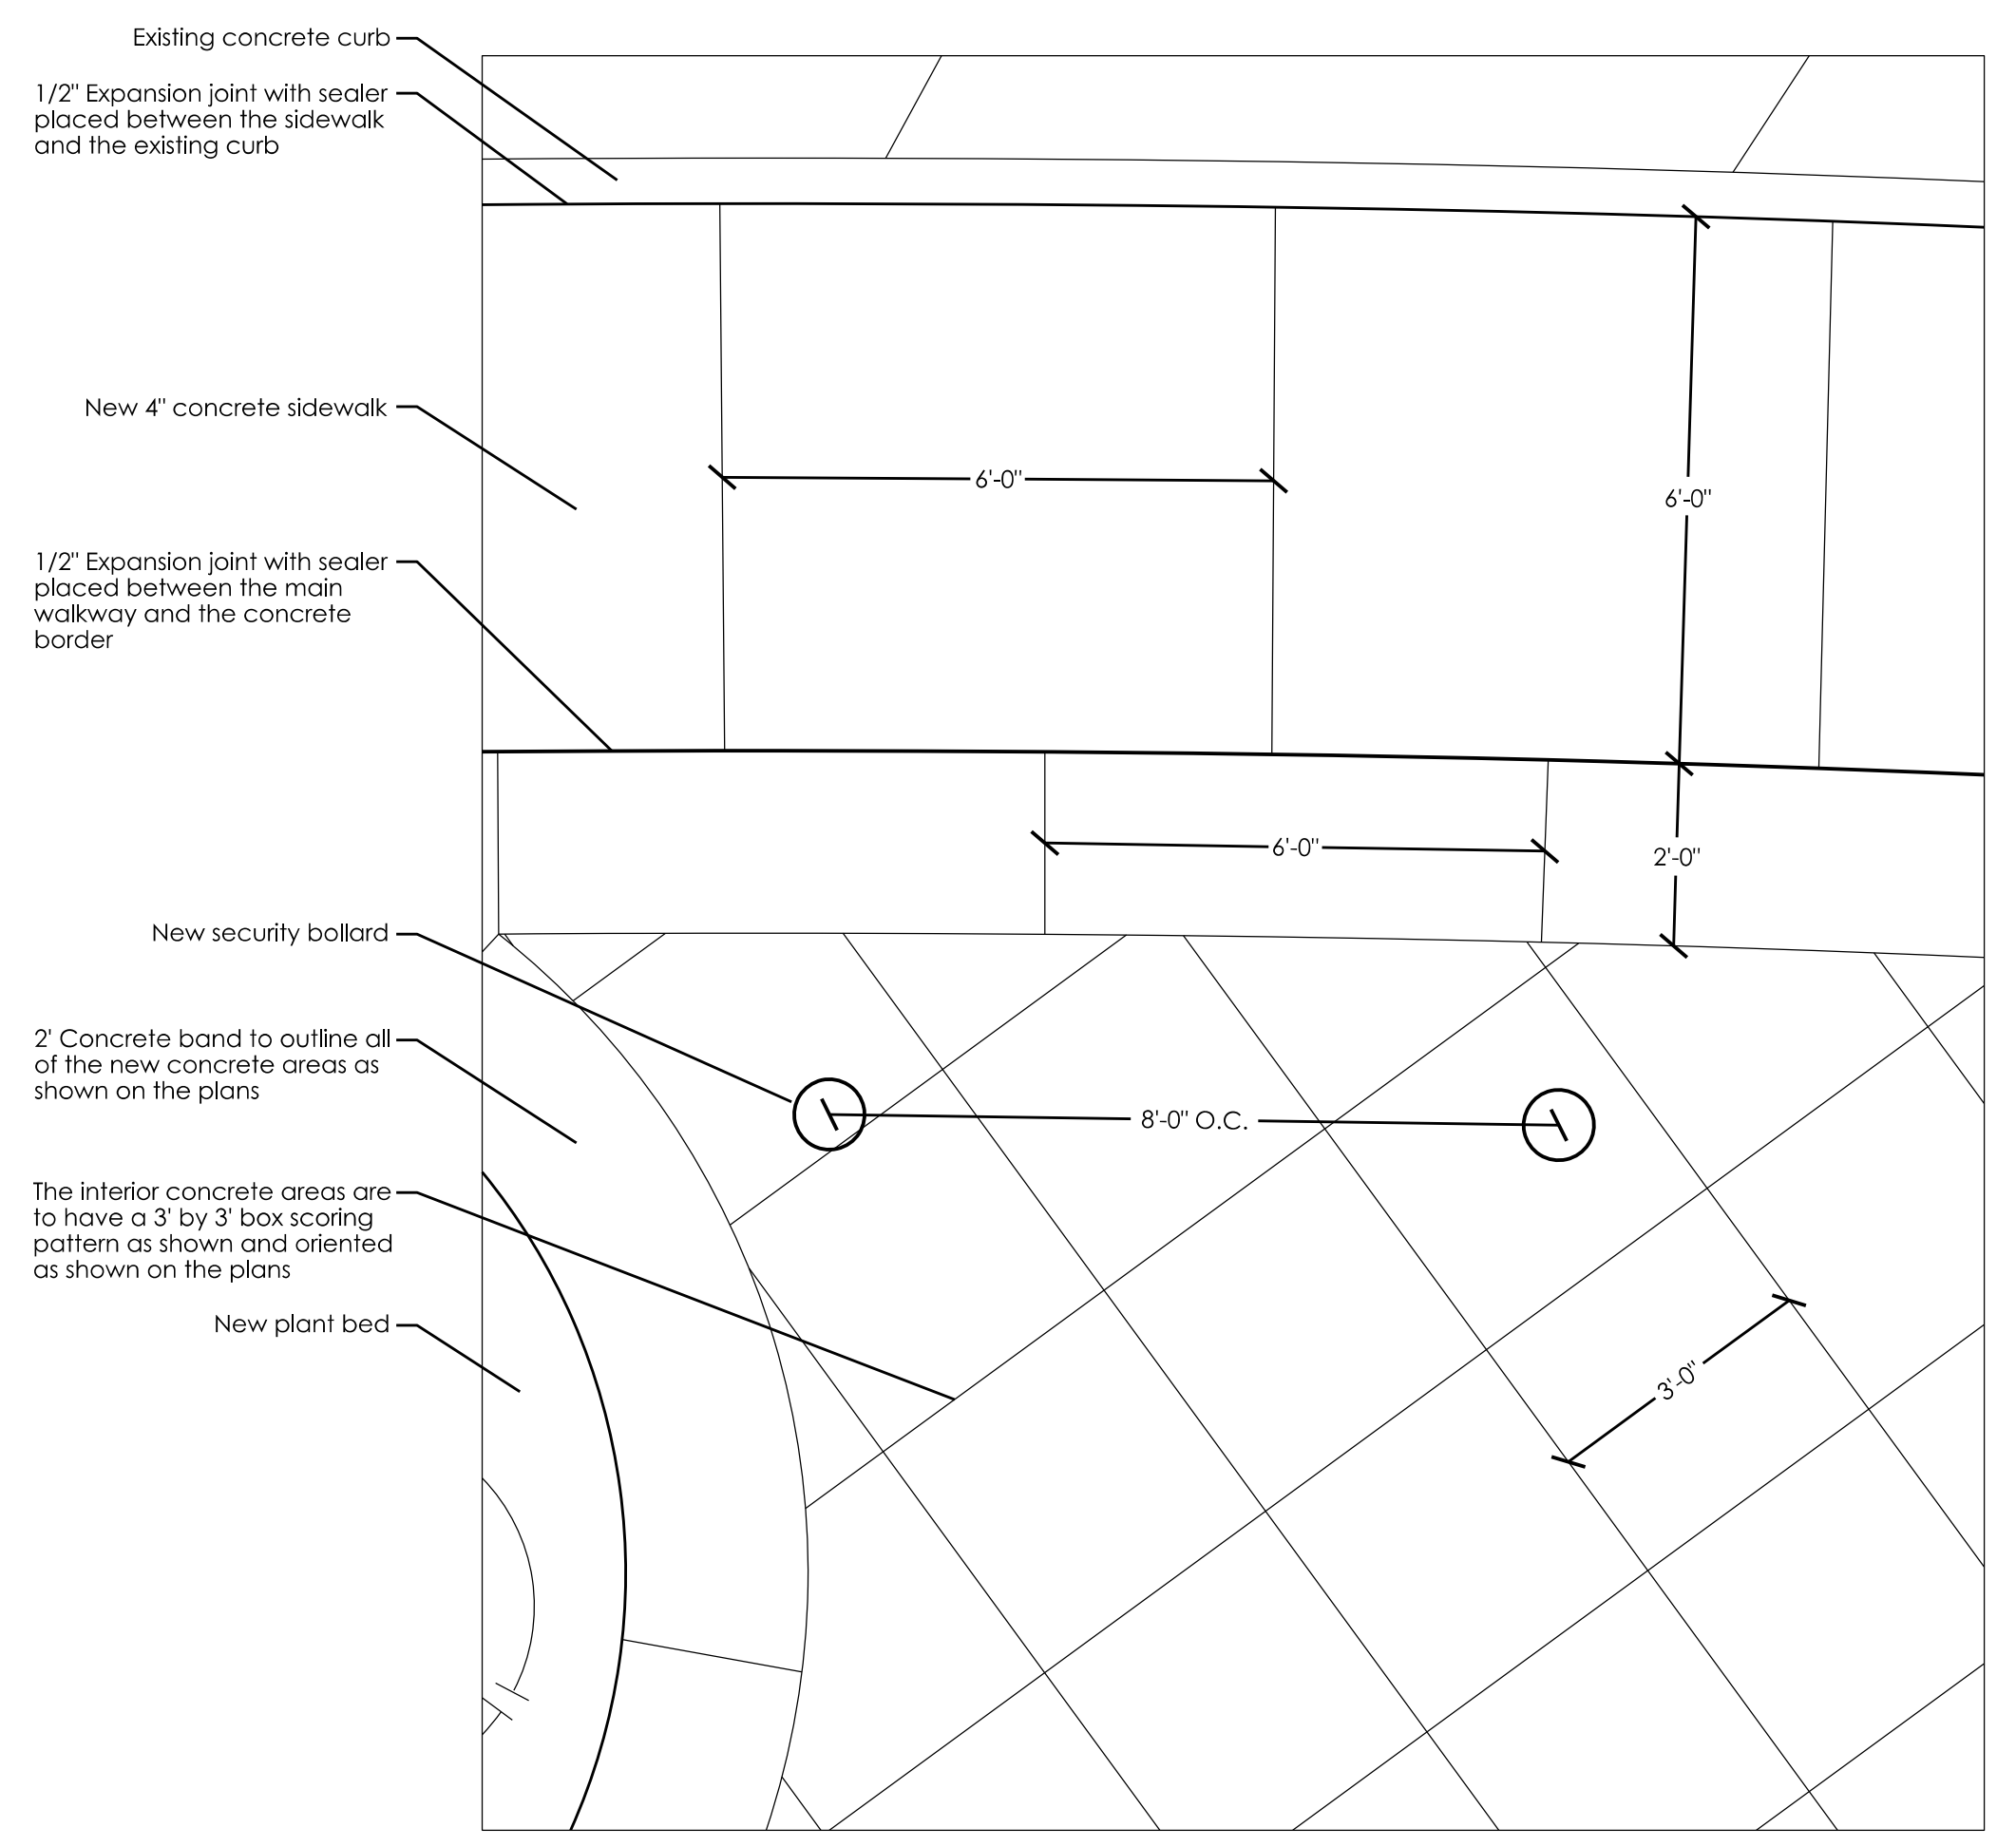 Existing concrete curb
1/2" Expansion joint with sealer
placed between the sidewalk
and the existing curb
New 4" concrete sidewalk
6'-0"
6'-0"
1/2" Expansion joint with sealer
placed between the main
walkway and the concrete
border
6'-0"
2'-0"
New security bollard
2' Concrete band to outline all
of the new concrete areas as
shown on the plans
8'-0" O.C.
The interior concrete areas are
to have a 3' by 3' box scoring
pattern as shown and oriented
as shown on the plans
New plant bed
3'-0"